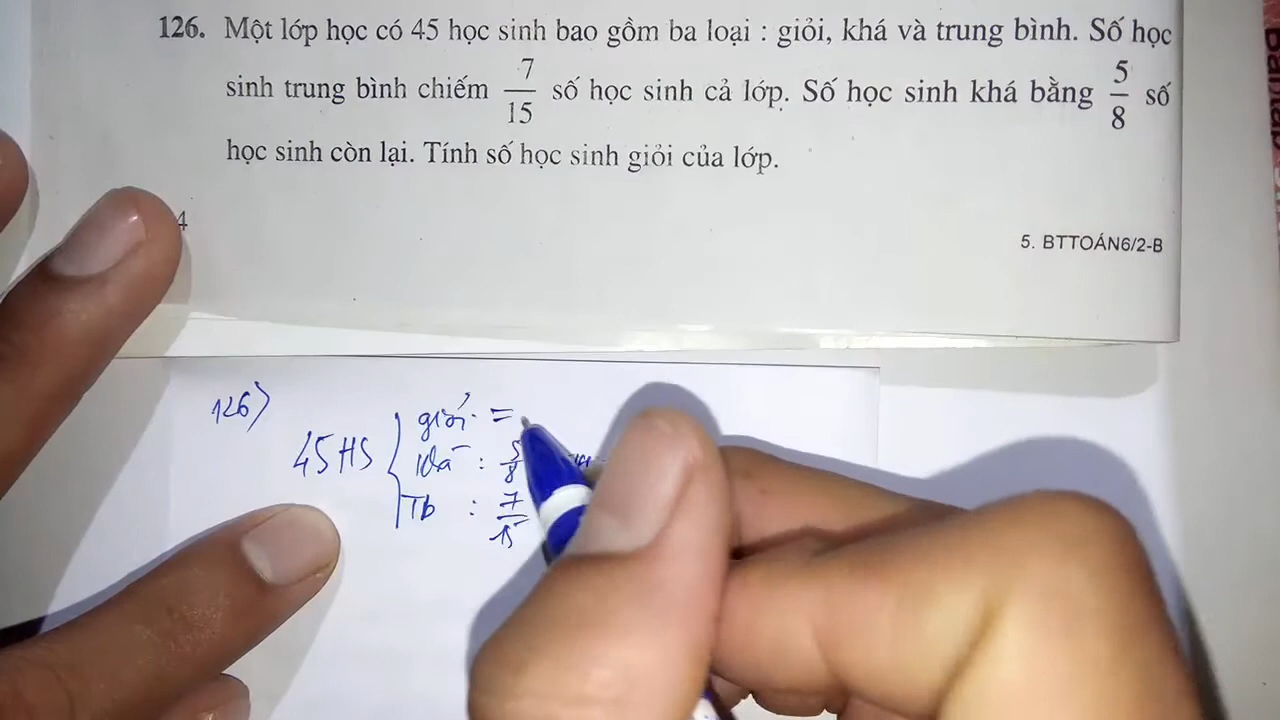 126. Một lớp học có 45 học sinh bao gồm ba loại : giỏi, khá và trung bình. Số học
sinh trung bình chiếm 7/15 số học sinh cả lớp. Số học sinh khá bằng 5/8 số
học sinh còn lại. Tính số học sinh giỏi của lớp.
4
5. BTTOÁN6/2-B
126)
45 HS
giỏi =
khá : 5/8
Tb : 7/15